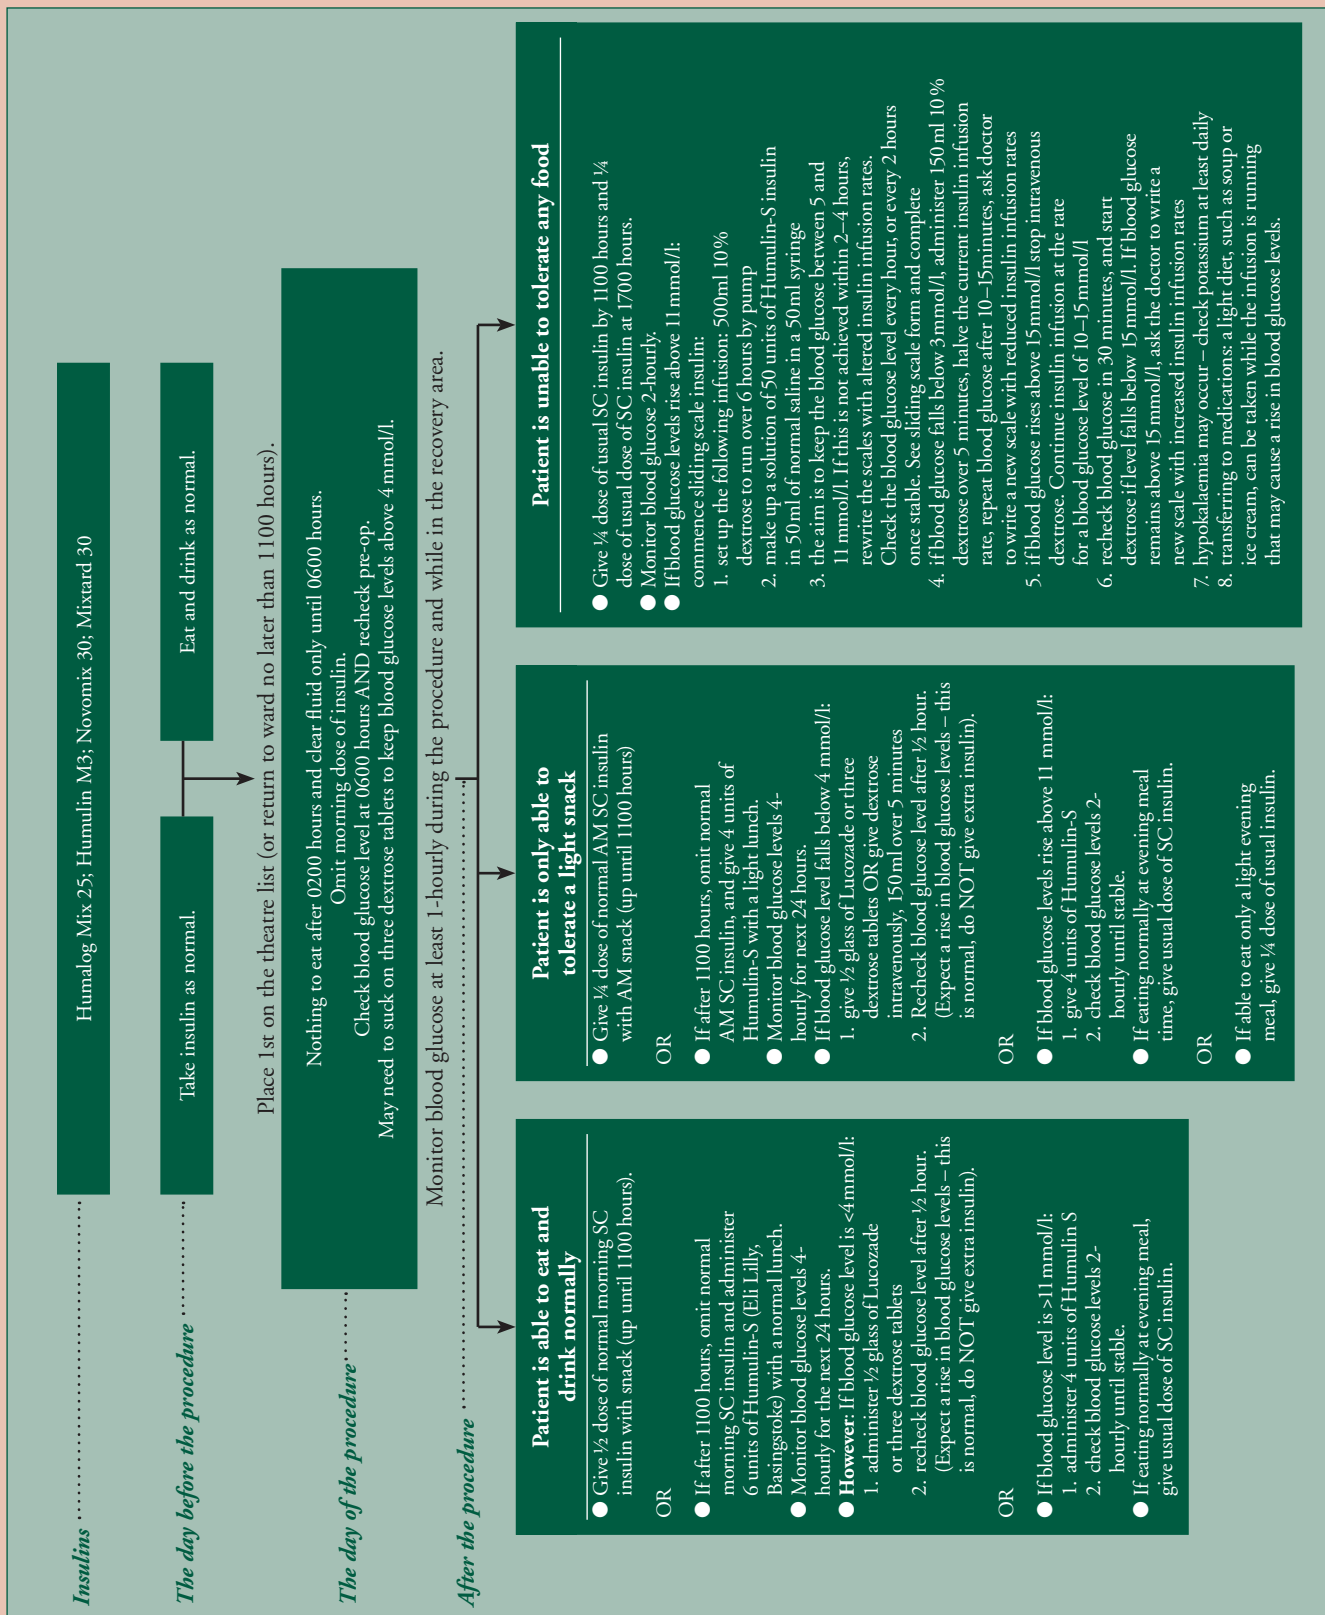 Insulins
Humalog Mix 25; Humulin M3; Novomix 30; Mixtard 30
The day before the procedure
Take insulin as normal.
Eat and drink as normal.
Place 1st on the theatre list (or return to ward no later than 1100 hours).
The day of the procedure
Nothing to eat after 0200 hours and clear fluid only until 0600 hours.
Omit morning dose of insulin.
Check blood glucose level at 0600 hours AND recheck pre-op.
May need to suck on three dextrose tablets to keep blood glucose levels above 4 mmol/l.
Monitor blood glucose at least 1-hourly during the procedure and while in the recovery area.
After the procedure
Patient is able to eat and
drink normally
● Give ½ dose of normal morning SC
insulin with snack (up until 1100 hours).
OR
● If after 1100 hours, omit normal
morning SC insulin and administer
6 units of Humulin-S (Eli Lilly,
Basingstoke) with a normal lunch.
● Monitor blood glucose levels 4-
hourly for the next 24 hours.
● However: If blood glucose level is <4mmol/l:
1. administer ½ glass of Lucozade
or three dextrose tablets
2. recheck blood glucose level after ½ hour.
(Expect a rise in blood glucose levels – this
is normal, do NOT give extra insulin).
OR
● If blood glucose level is >11 mmol/l:
1. administer 4 units of Humulin S
2. check blood glucose levels 2-
hourly until stable.
● If eating normally at evening meal,
give usual dose of SC insulin.
Patient is only able to
tolerate a light snack
● Give ¼ dose of normal AM SC insulin
with AM snack (up until 1100 hours)
OR
● If after 1100 hours, omit normal
AM SC insulin, and give 4 units of
Humulin-S with a light lunch.
● Monitor blood glucose levels 4-
hourly for next 24 hours.
● If blood glucose level falls below 4 mmol/l:
1. give ½ glass of Lucozade or three
dextrose tablets OR give dextrose
intravenously, 150 ml over 5 minutes
2. Recheck blood glucose level after ½ hour.
(Expect a rise in blood glucose levels – this
is normal, do NOT give extra insulin).
OR
● If blood glucose levels rise above 11 mmol/l:
1. give 4 units of Humulin-S
2. check blood glucose levels 2-
hourly until stable.
● If eating normally at evening meal
time, give usual dose of SC insulin.
OR
● If able to eat only a light evening
meal, give ¼ dose of usual insulin.
Patient is unable to tolerate any food
● Give ¼ dose of usual SC insulin by 1100 hours and ¼
dose of usual dose of SC insulin at 1700 hours.
● Monitor blood glucose 2-hourly.
● If blood glucose levels rise above 11 mmol/l:
commence sliding scale insulin:
1. set up the following infusion: 500ml 10%
dextrose to run over 6 hours by pump
2. make up a solution of 50 units of Humulin-S insulin
in 50 ml of normal saline in a 50 ml syringe
3. the aim is to keep the blood glucose between 5 and
11 mmol/l. If this is not achieved within 2–4 hours,
rewrite the scales with altered insulin infusion rates.
Check the blood glucose level every hour, or every 2 hours
once stable. See sliding scale form and complete
4. if blood glucose falls below 3 mmol/l, administer 150 ml 10%
dextrose over 5 minutes, halve the current insulin infusion
rate, repeat blood glucose after 10–15minutes, ask doctor
to write a new scale with reduced insulin infusion rates
5. if blood glucose rises above 15 mmol/l stop intravenous
dextrose. Continue insulin infusion at the rate
for a blood glucose level of 10–15 mmol/l
6. recheck blood glucose in 30 minutes, and start
dextrose if level falls below 15 mmol/l. If blood glucose
remains above 15 mmol/l, ask the doctor to write a
new scale with increased insulin infusion rates
7. hypokalaemia may occur – check potassium at least daily
8. transferring to medications: a light diet, such as soup or
ice cream, can be taken while the infusion is running
that may cause a rise in blood glucose levels.